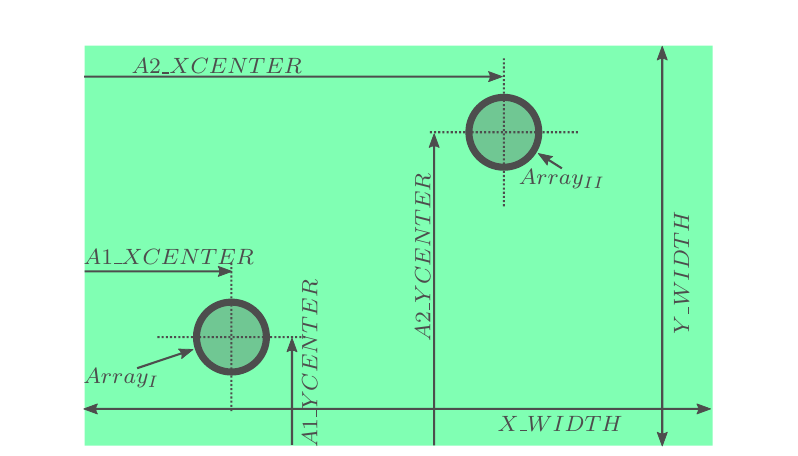 A2_XCENTER
Array_II
A2_YCENTER
Y_WIDTH
A1_XCENTER
A1_YCENTER
Array_I
X_WIDTH